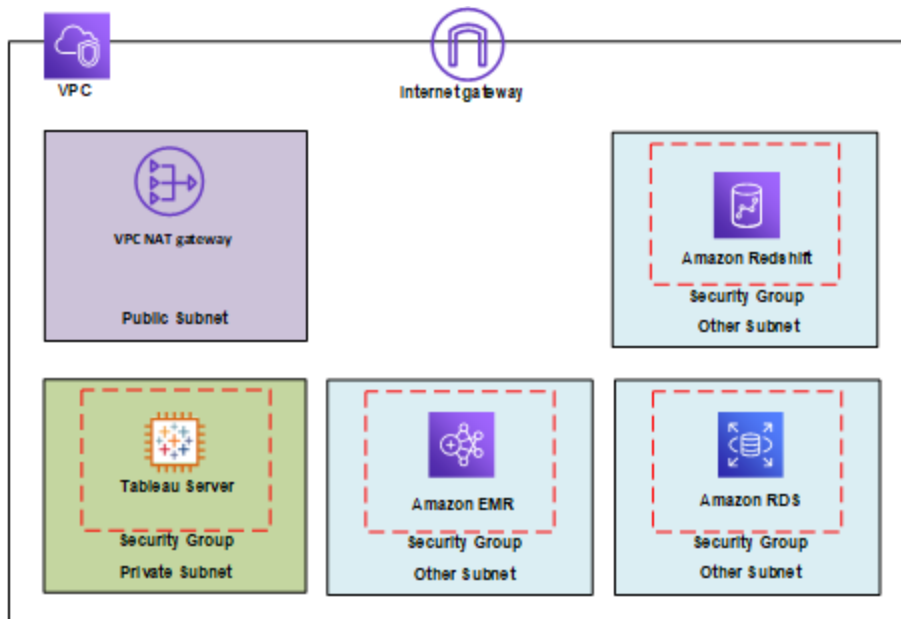 VPC
Internet gateway
VPC NAT gateway
Public Subnet
Amazon Redshift
Security Group
Other Subnet
Tableau Server
Security Group
Private Subnet
Amazon EMR
Security Group
Other Subnet
Amazon RDS
Security Group
Other Subnet